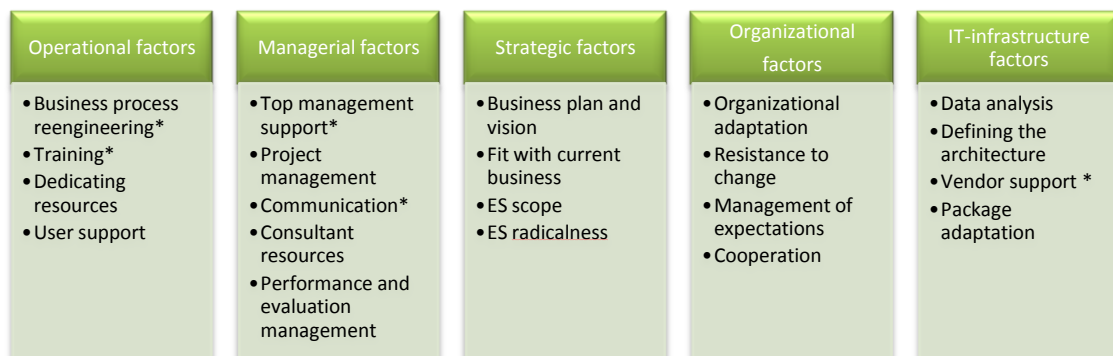 Operational factors
• Business process
reengineering*
• Training*
• Dedicating
resources
• User support
Managerial factors
• Top management
support*
• Project
management
• Communication*
• Consultant
resources
• Performance and
evaluation
management
Strategic factors
• Business plan and
vision
• Fit with current
business
• ES scope
• ES radicalness
Organizational
factors
• Organizational
adaptation
• Resistance to
change
• Management of
expectations
• Cooperation
IT-infrastructure
factors
• Data analysis
• Defining the
architecture
• Vendor support *
• Package
adaptation